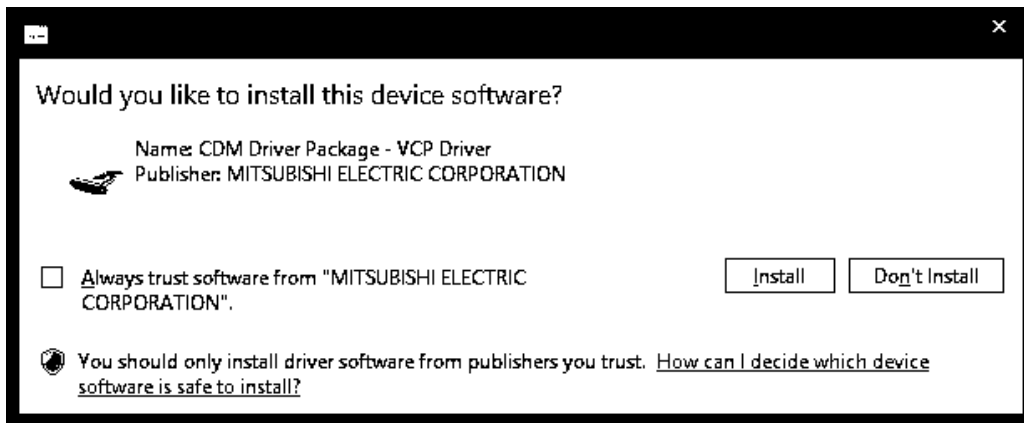 Would you like to install this device software?
Name: CDM Driver Package - VCP Driver
Publisher: MITSUBISHI ELECTRIC CORPORATION
Always trust software from "MITSUBISHI ELECTRIC
CORPORATION".
Install
Don't Install
You should only install driver software from publishers you trust. How can I decide which device
software is safe to install?